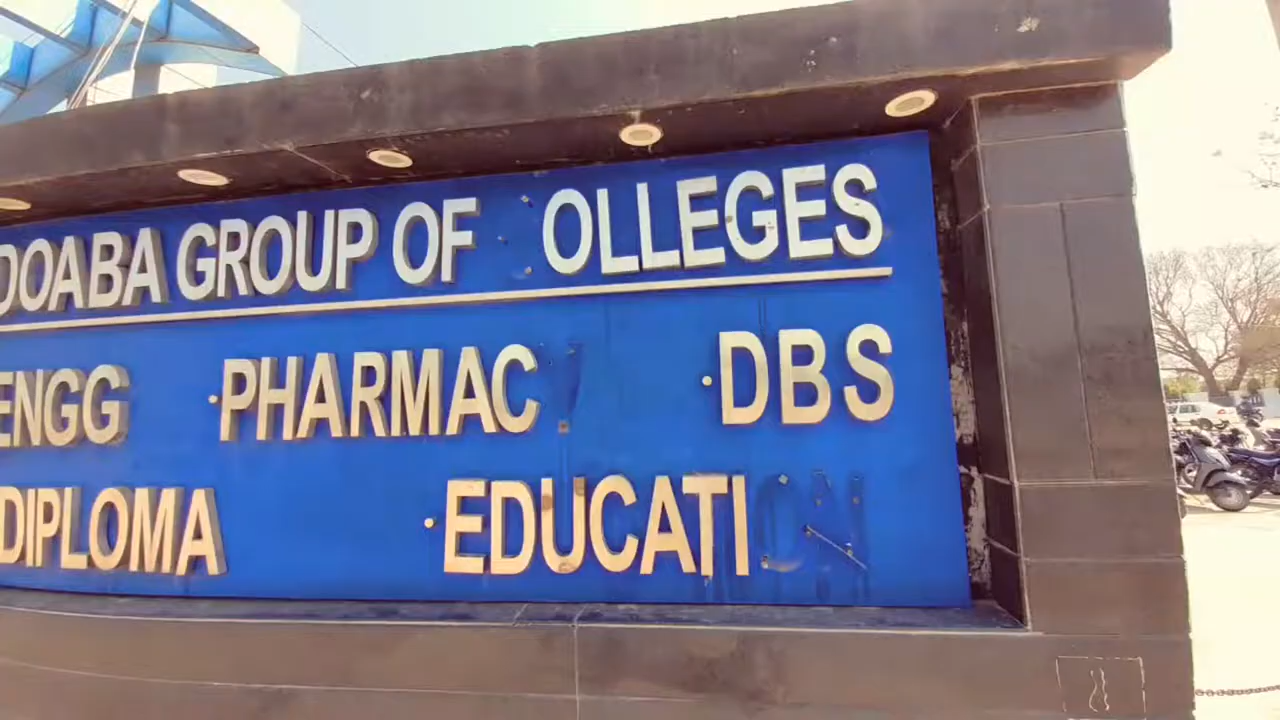 DOABA GROUP OF OLLEGES
ENGG ·PHARMAC ·DBS
DIPLOMA ·EDUCATI